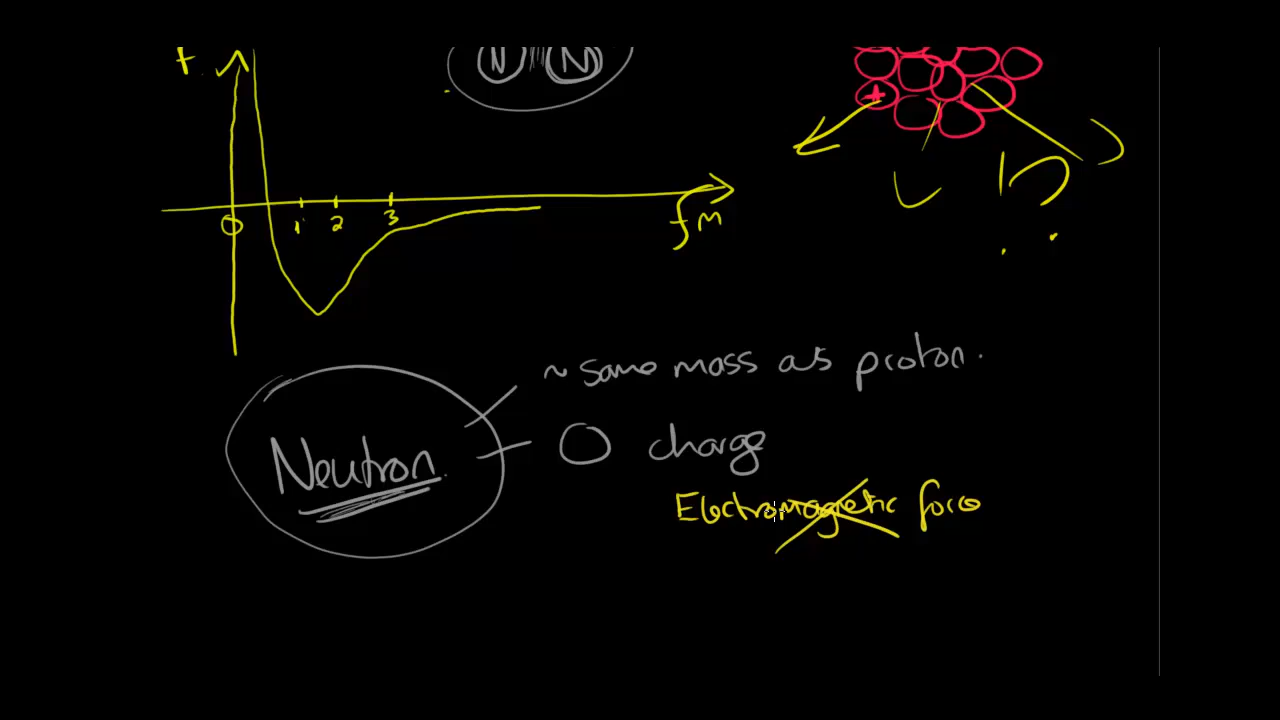 F
N N
+
0 1 2 3
fm
~ same mass as proton.
Neutron
0 charge
Electromagnetic force